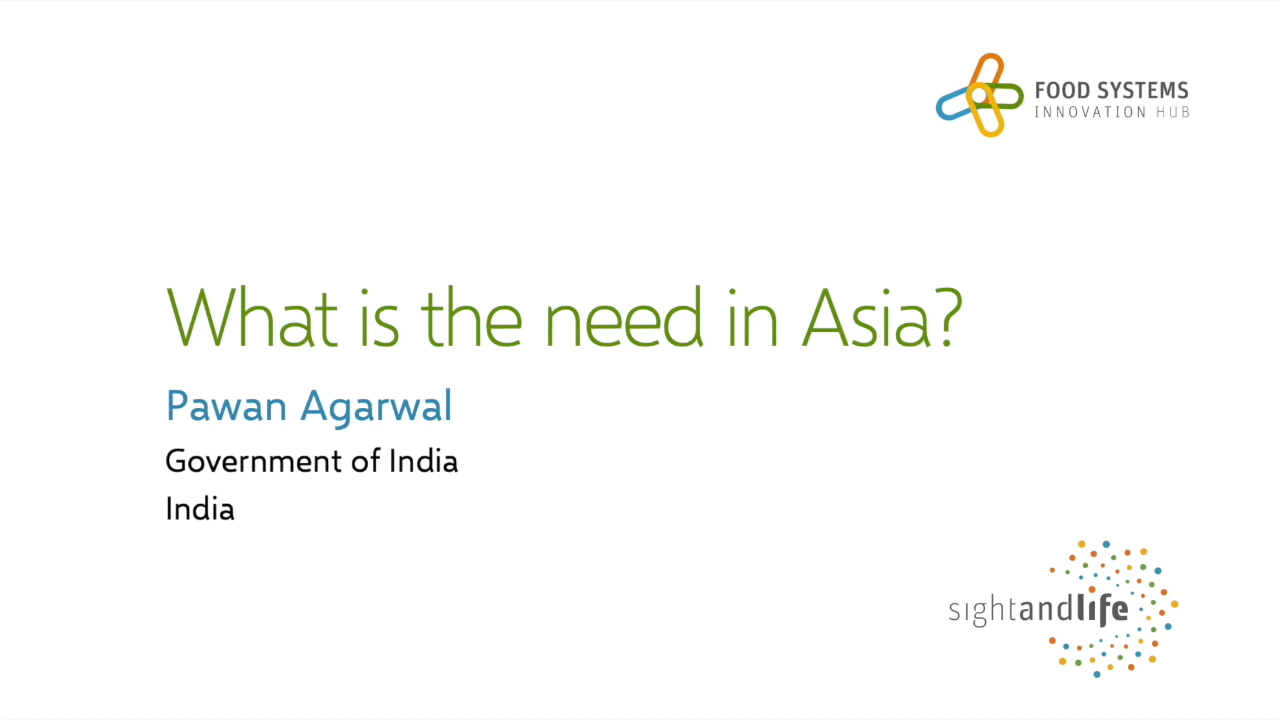 FOOD SYSTEMS
INNOVATION HUB
What is the need in Asia?
Pawan Agarwal
Government of India
India
sightandlife